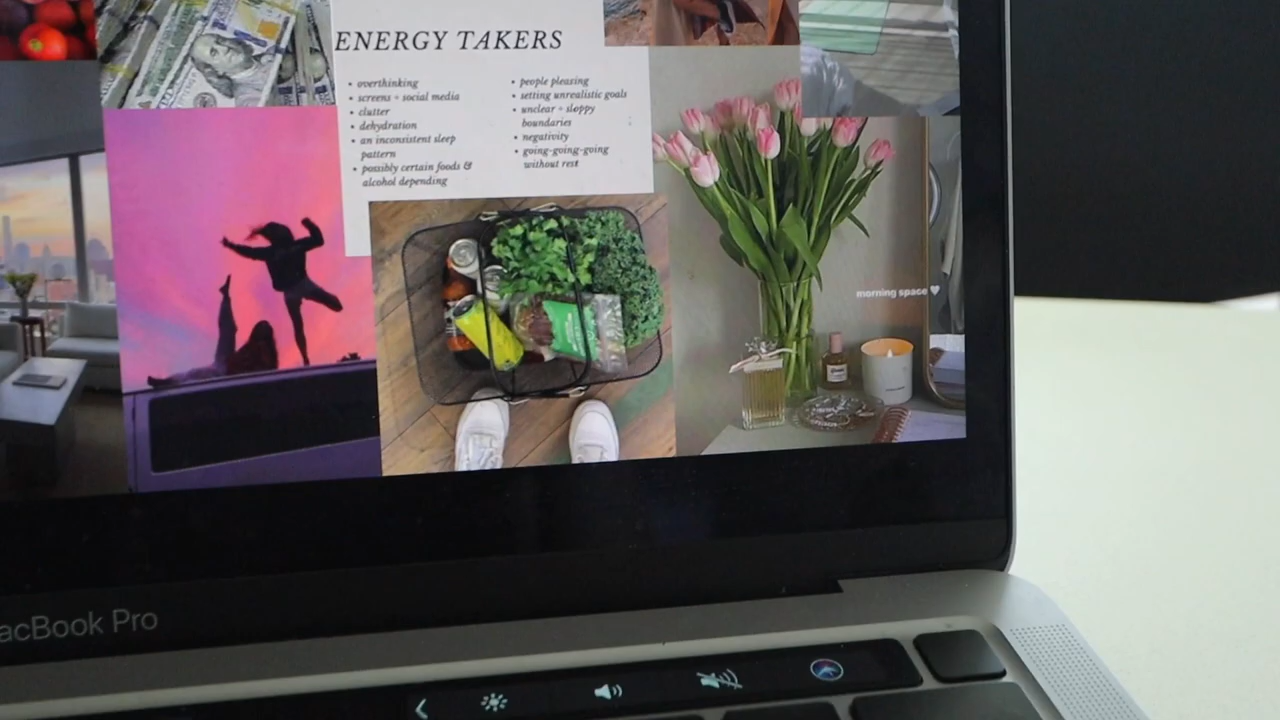 ENERGY TAKERS
• overthinking
• screens + social media
• clutter
• dehydration
• an inconsistent sleep
pattern
• possibly certain foods &
alcohol depending
• people pleasing
• setting unrealistic goals
• unclear + sloppy
boundaries
• negativity
• going-going-going
without rest
morning space
acBook Pro